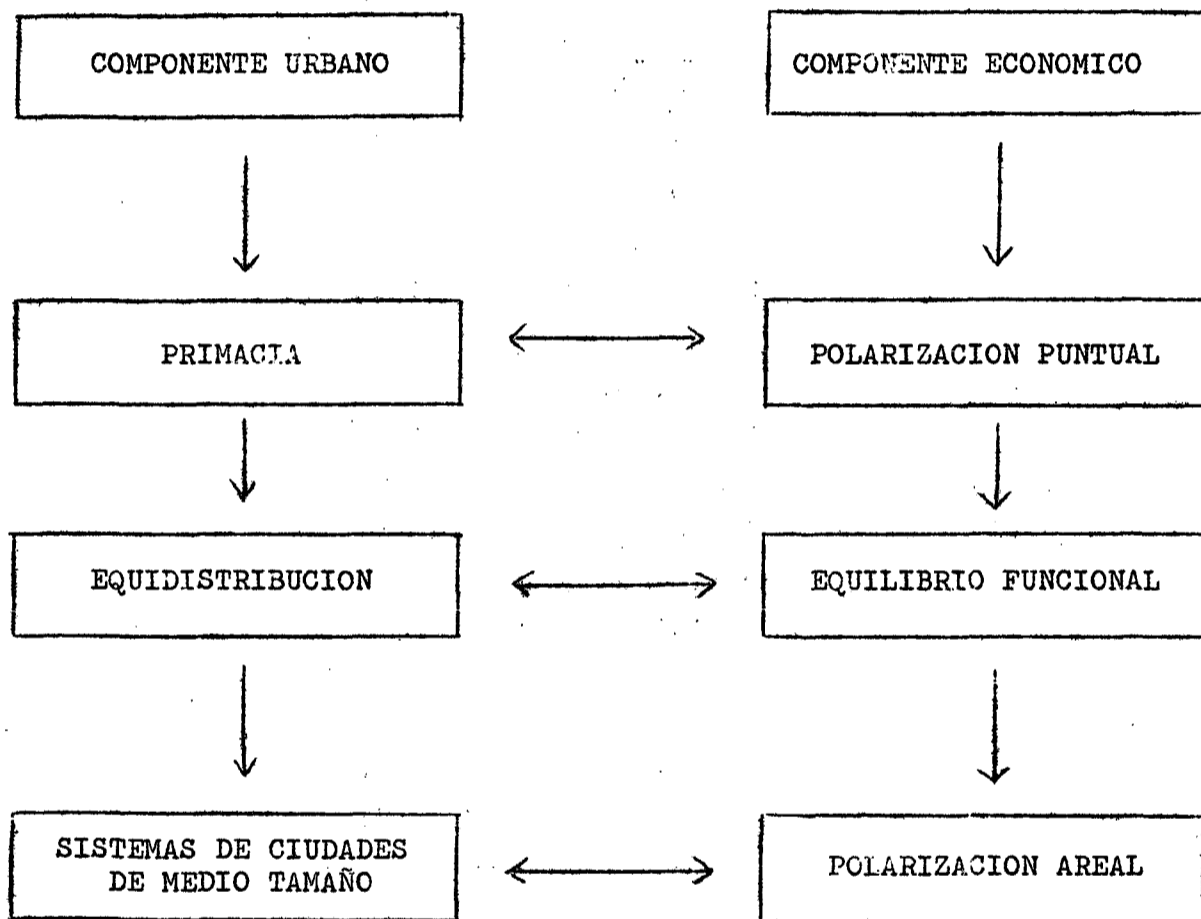 COMPONENTE URBANO
COMPONENTE ECONOMICO
PRIMACIA
POLARIZACION PUNTUAL
EQUIDISTRIBUCION
EQUILIBRIO FUNCIONAL
SISTEMAS DE CIUDADES
DE MEDIO TAMAÑO
POLARIZACION AREAL